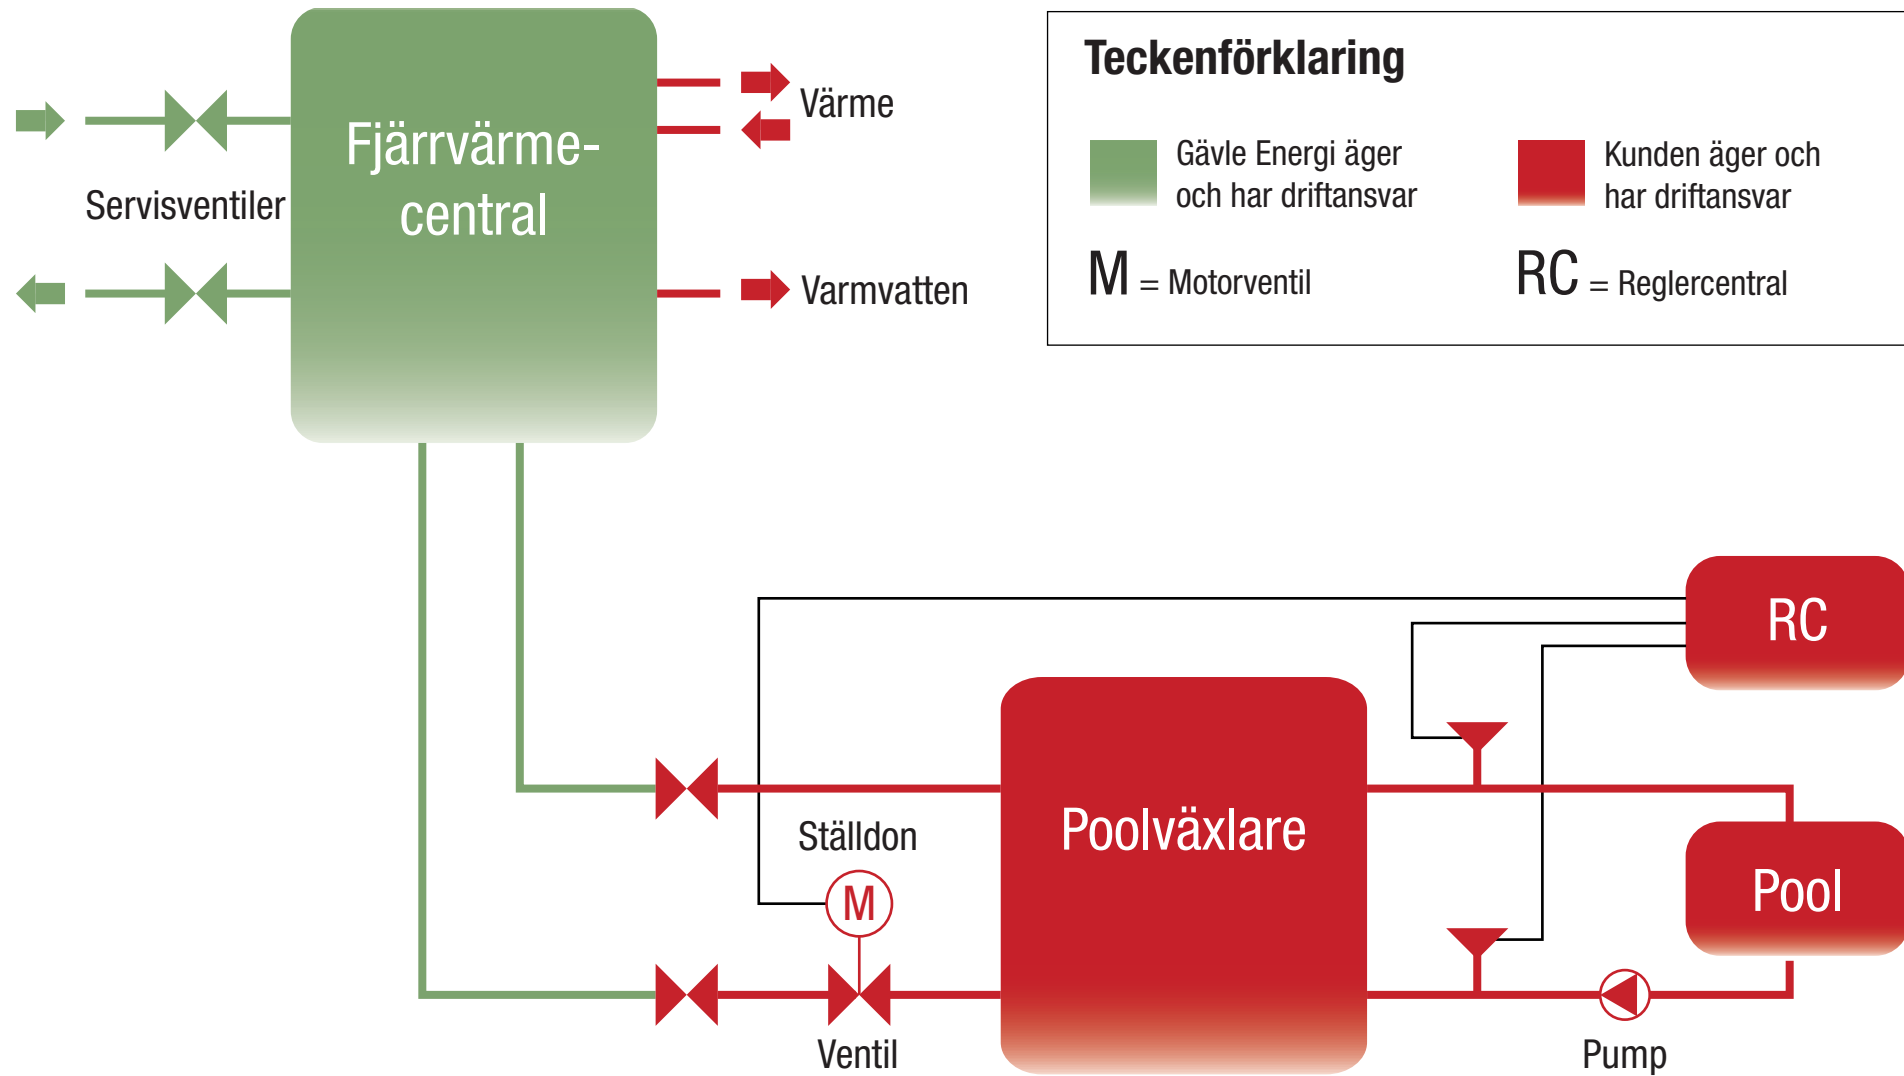 Fjärrvärme-
central
Servisventiler
Värme
Varmvatten
Teckenförklaring
Gävle Energi äger
och har driftansvar
Kunden äger och
har driftansvar
M = Motorventil
RC = Reglercentral
RC
Poolväxlare
Ställdon
M
Ventil
Pool
Pump